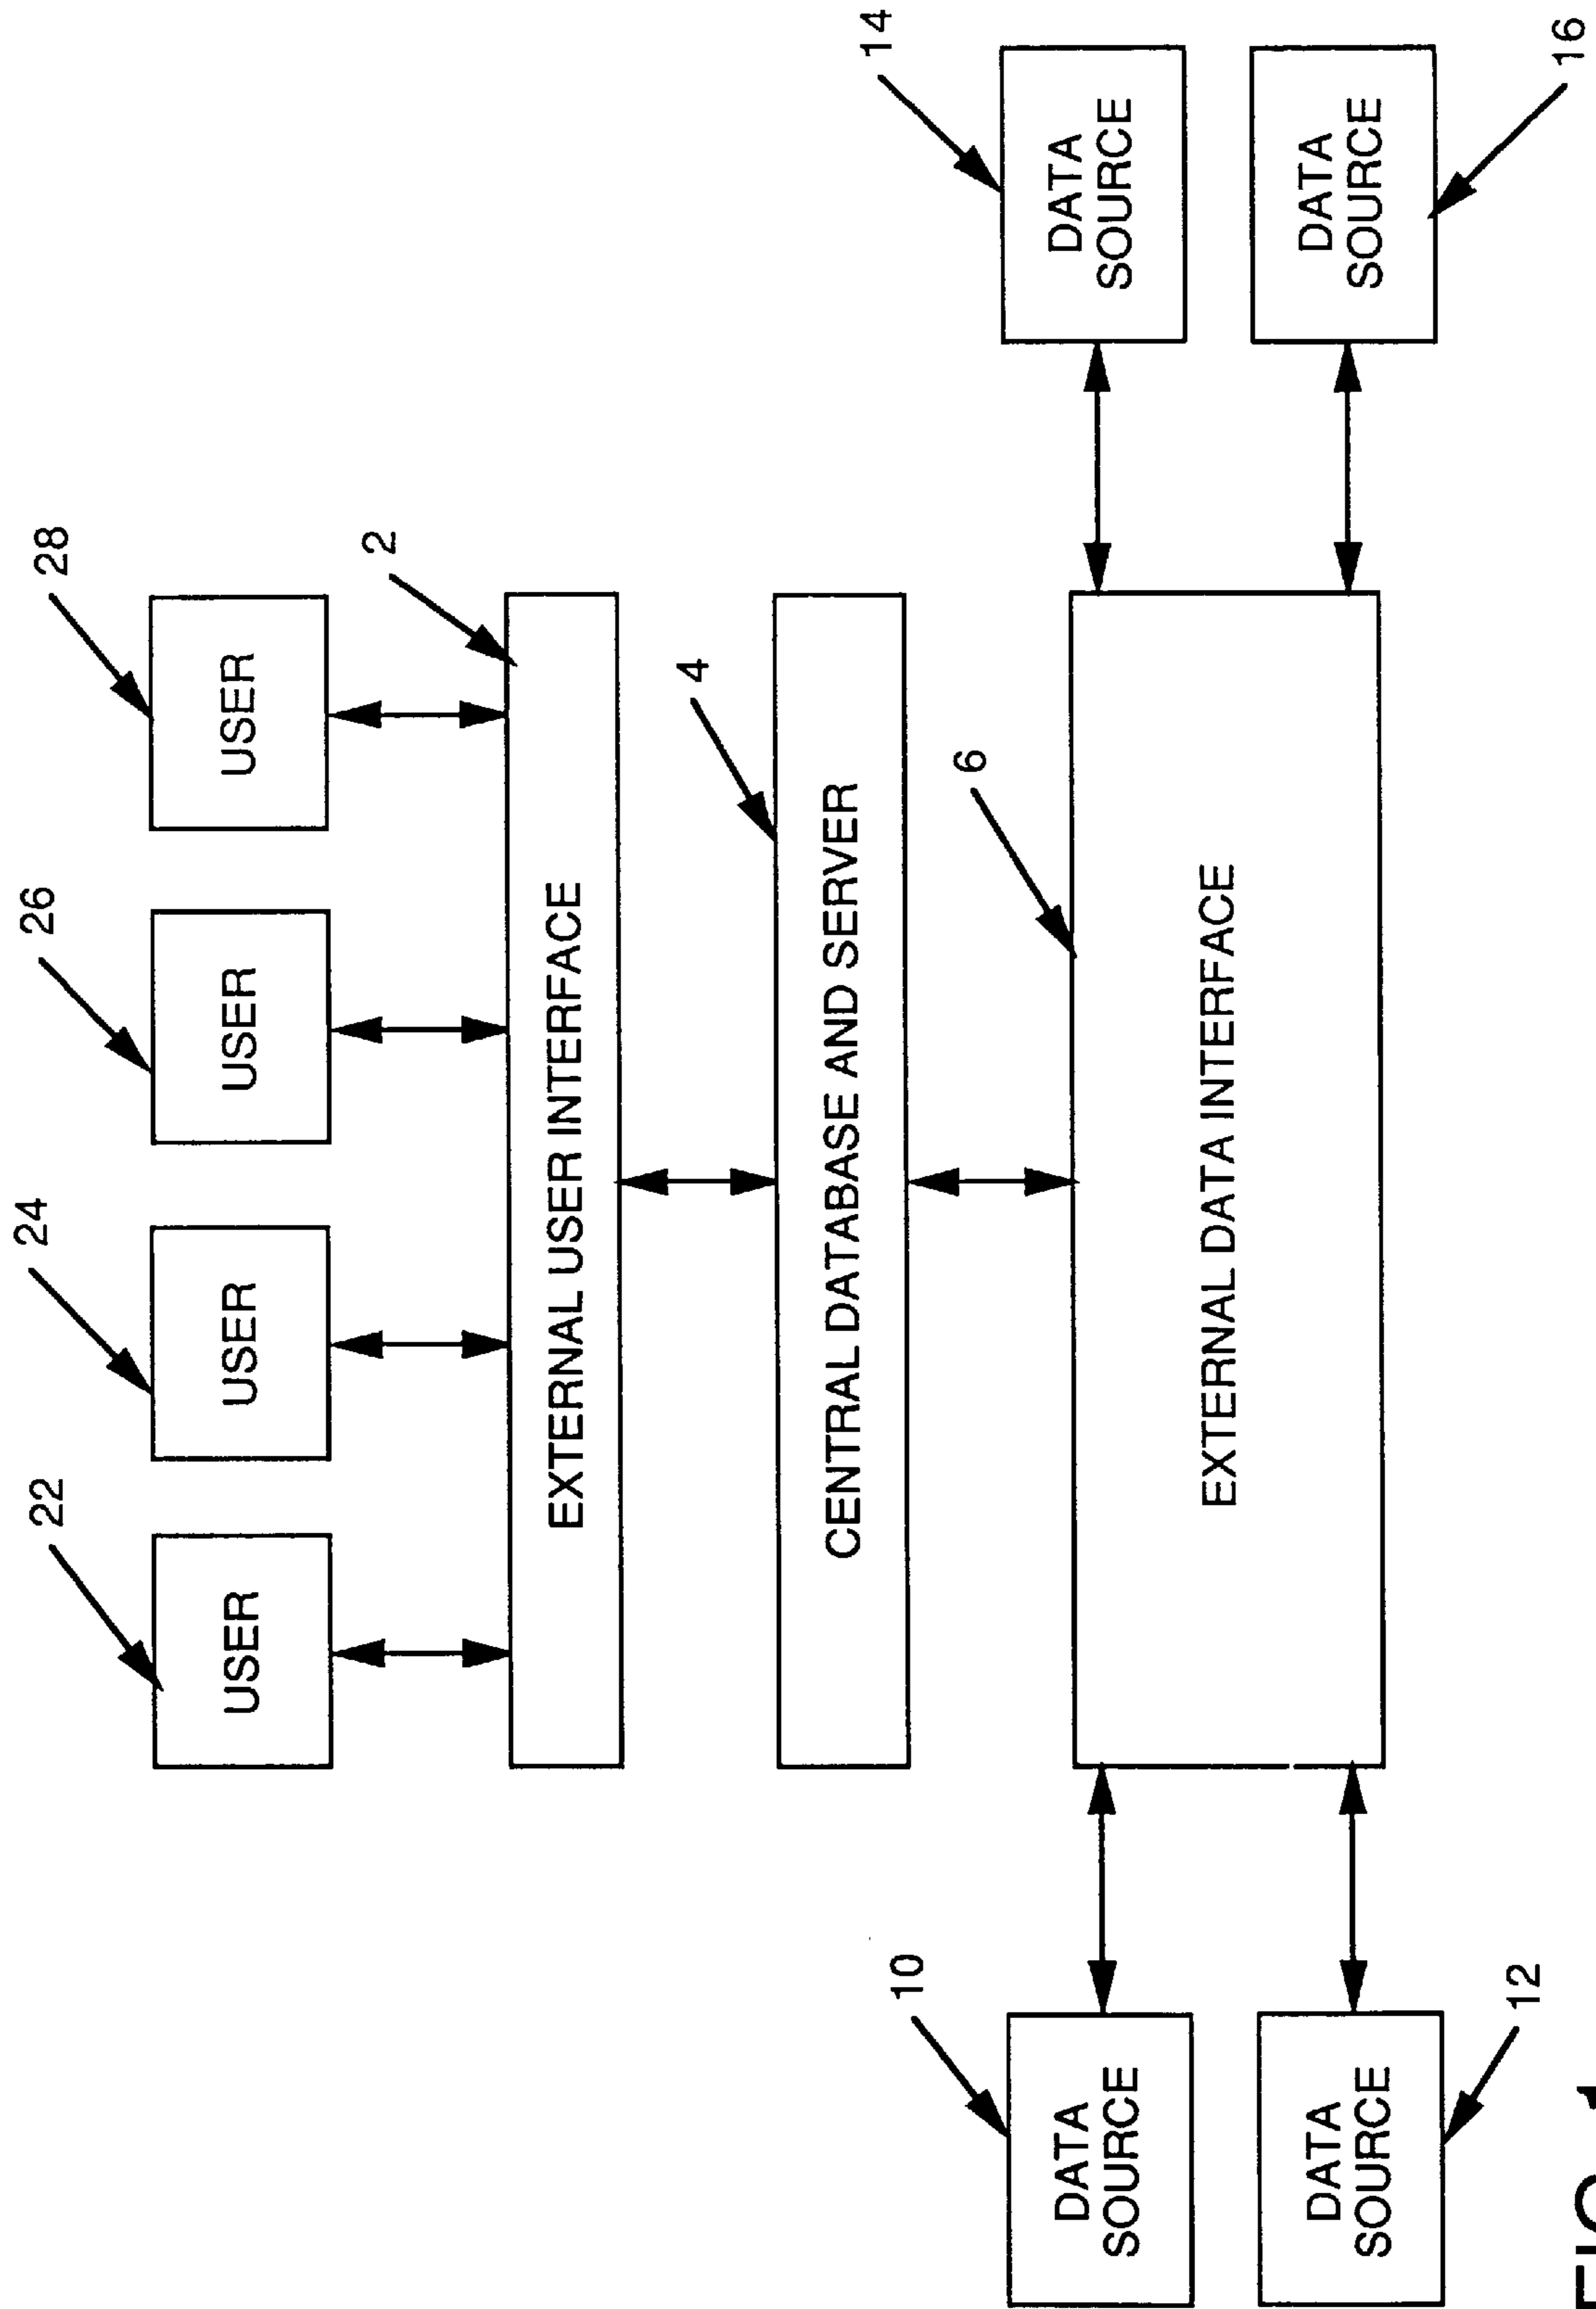 22
24
26
28
USER
USER
USER
USER
2
EXTERNAL USER INTERFACE
4
CENTRAL DATABASE AND SERVER
6
EXTERNAL DATA INTERFACE
10
DATA
SOURCE
14
DATA
SOURCE
DATA
SOURCE
12
DATA
SOURCE
16